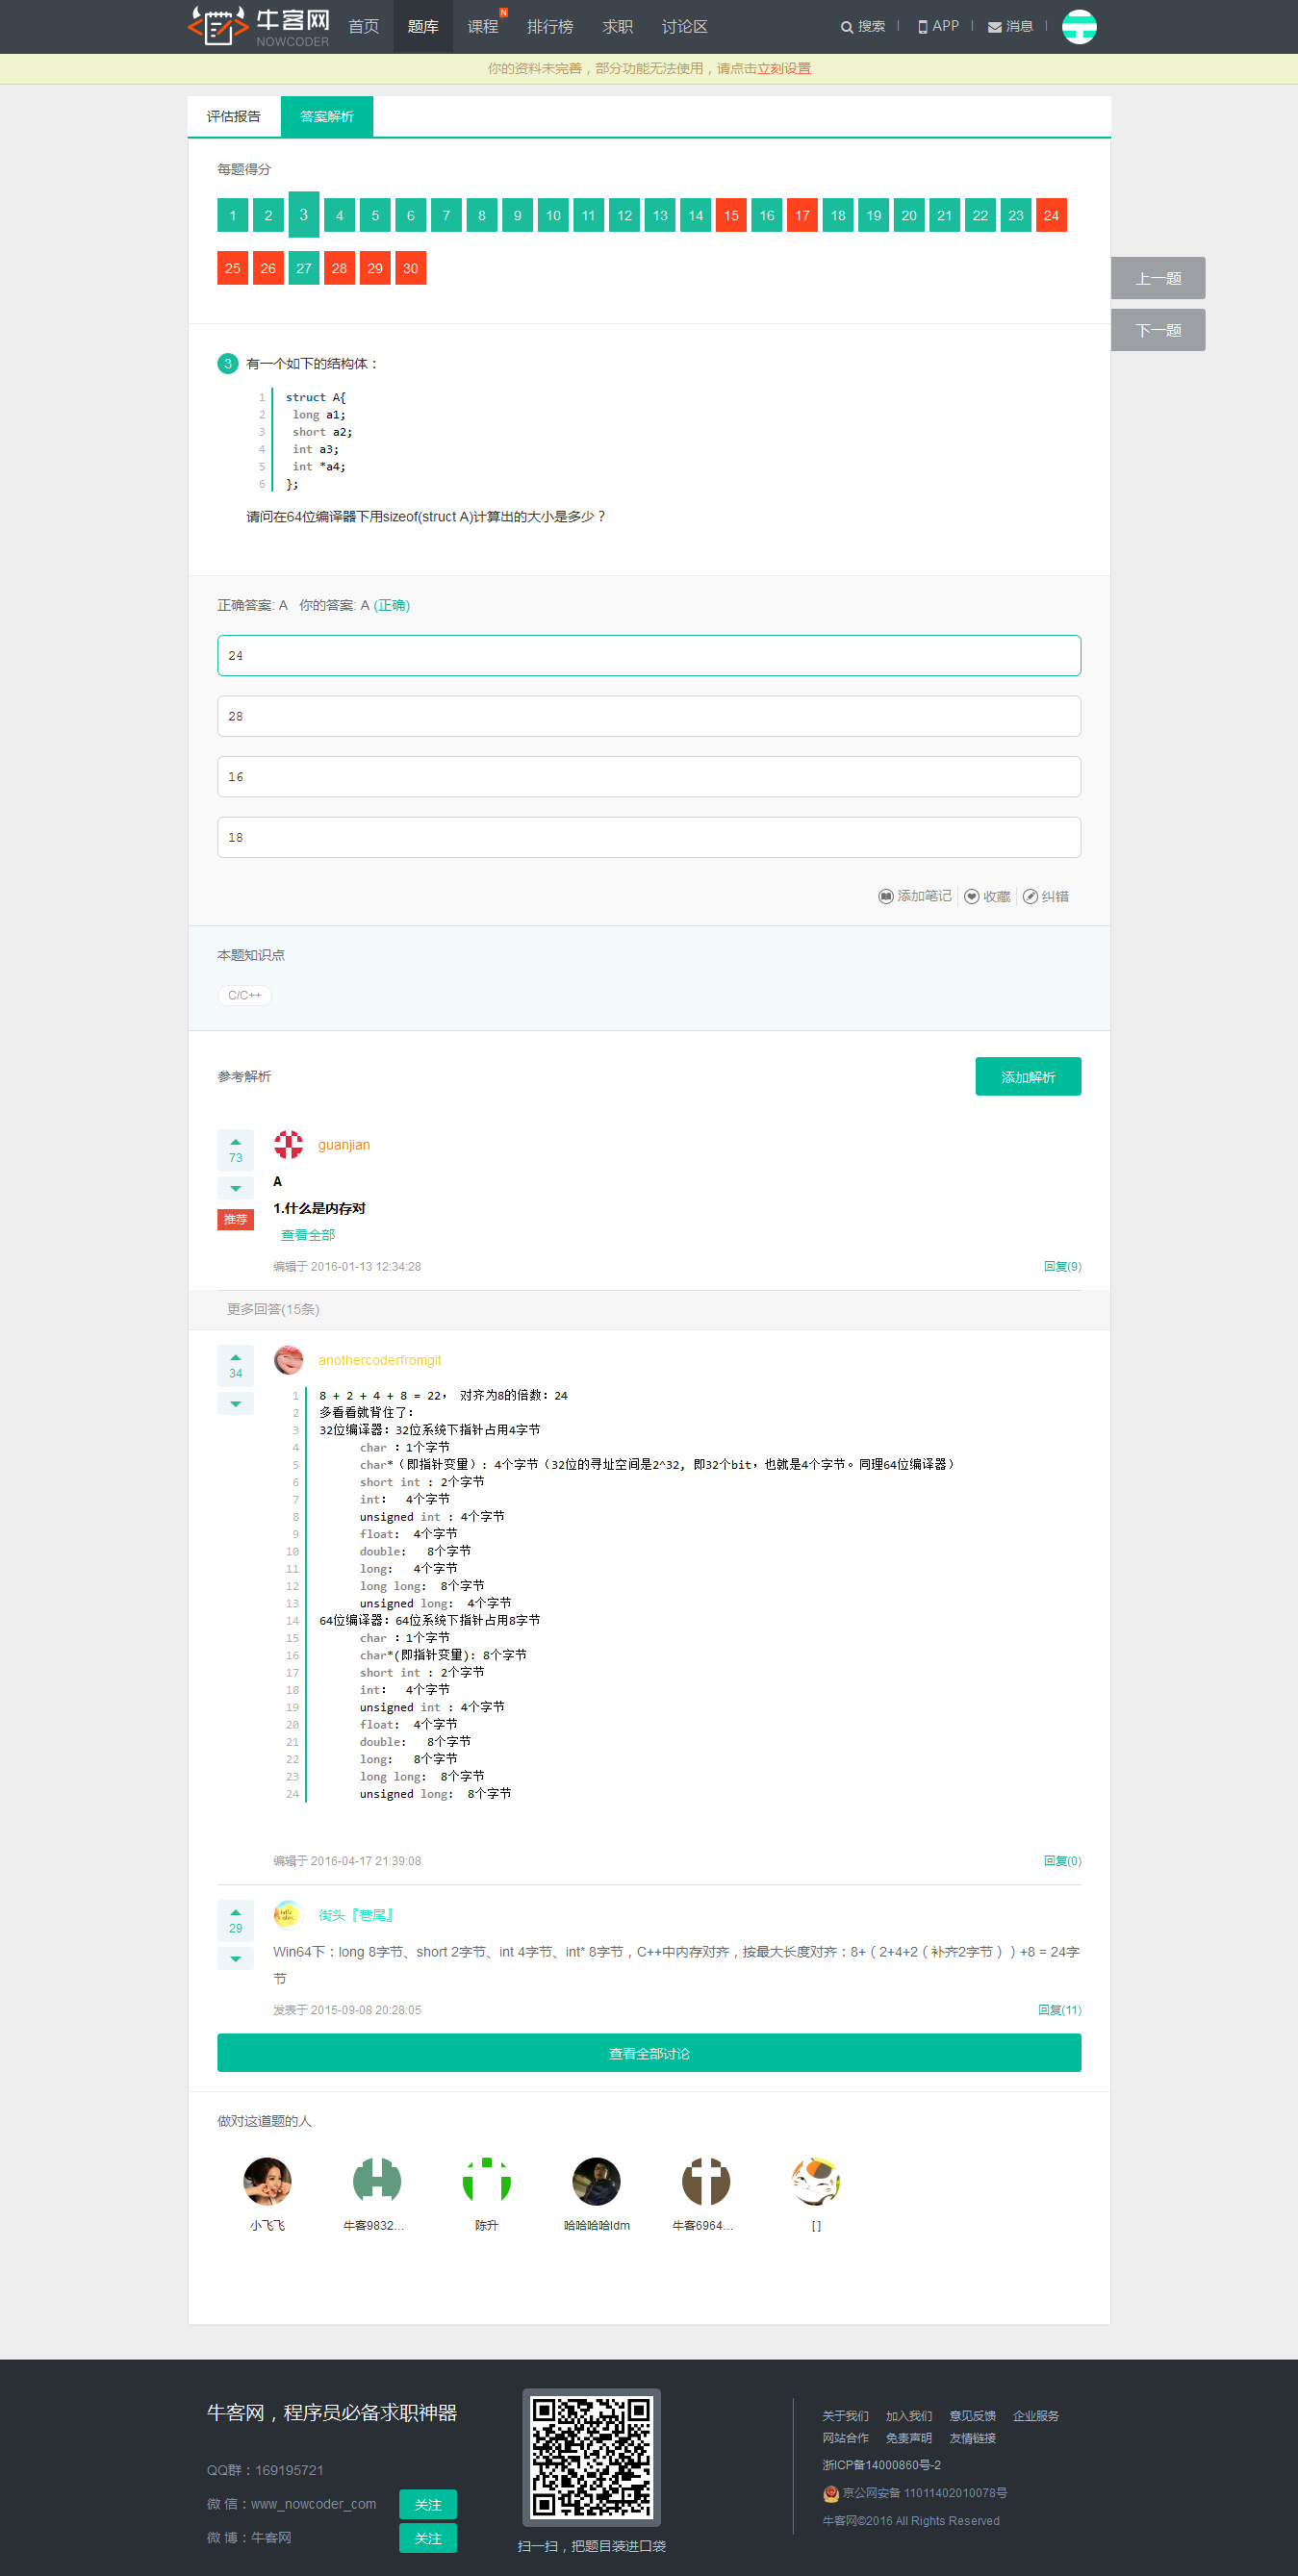 牛客网
NOWCODER
首页 题库 课程 N 排行榜 求职 讨论区 搜索 APP 消息
你的资料未完善，部分功能无法使用，请点击立刻设置
评估报告 答案解析
每题得分
1 2 3 4 5 6 7 8 9 10 11 12 13 14 15 16 17 18 19 20 21 22 23 24
25 26 27 28 29 30
上一题
下一题
3 有一个如下的结构体：
1 struct A{
2 long a1;
3 short a2;
4 int a3;
5 int *a4;
6 };
请问在64位编译器下用sizeof(struct A)计算出的大小是多少？
正确答案: A 你的答案: A (正确)
24
28
16
18
添加笔记 收藏 纠错
本题知识点
C/C++
参考解析 添加解析
73
guanjian
A
1.什么是内存对
推荐
查看全部
编辑于 2016-01-13 12:34:28 回复(9)
更多回答(15条)
34
anothercoderfromgit
1 8 + 2 + 4 + 8 = 22， 对齐为8的倍数：24
2 多看看就背住了：
3 32位编译器：32位系统下指针占用4字节
4 char ：1个字节
5 char*（即指针变量）：4个字节（32位的寻址空间是2^32, 即32个bit，也就是4个字节。同理64位编译器）
6 short int : 2个字节
7 int： 4个字节
8 unsigned int : 4个字节
9 float: 4个字节
10 double: 8个字节
11 long: 4个字节
12 long long: 8个字节
13 unsigned long: 4个字节
14 64位编译器：64位系统下指针占用8字节
15 char ：1个字节
16 char*(即指针变量): 8个字节
17 short int : 2个字节
18 int： 4个字节
19 unsigned int : 4个字节
20 float: 4个字节
21 double: 8个字节
22 long: 8个字节
23 long long: 8个字节
24 unsigned long: 8个字节
编辑于 2016-04-17 21:39:08 回复(0)
29
街头『巷尾』
Win64下：long 8字节、short 2字节、int 4字节、int* 8字节，C++中内存对齐，按最大长度对齐：8+（2+4+2（补齐2字节））+8 = 24字
节
发表于 2015-09-08 20:28:05 回复(11)
查看全部讨论
做对这道题的人
小飞飞 牛客9832... 陈升 哈哈哈哈ldm 牛客6964... [ ]
牛客网，程序员必备求职神器
QQ群：169195721
微 信：www_nowcoder_com 关注
微 博：牛客网 关注
扫一扫，把题目装进口袋
关于我们 加入我们 意见反馈 企业服务
网站合作 免责声明 友情链接
浙ICP备14000860号-2
京公网安备 11011402010078号
牛客网©2016 All Rights Reserved